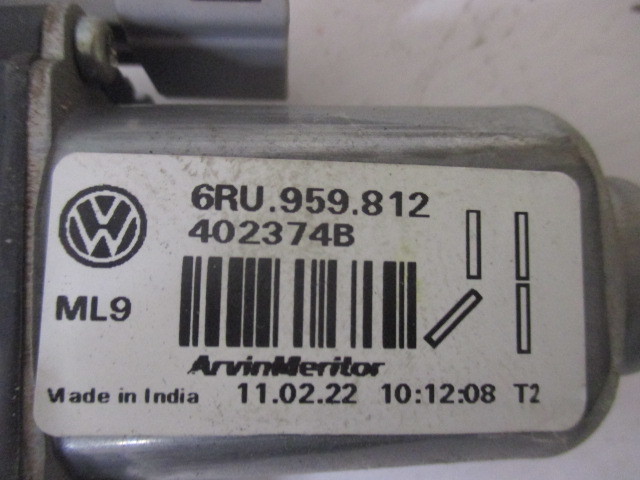 6RU.959.812
402374B
ML9
ArvinMeritor
Made in India 11.02.22 10:12:08 T2